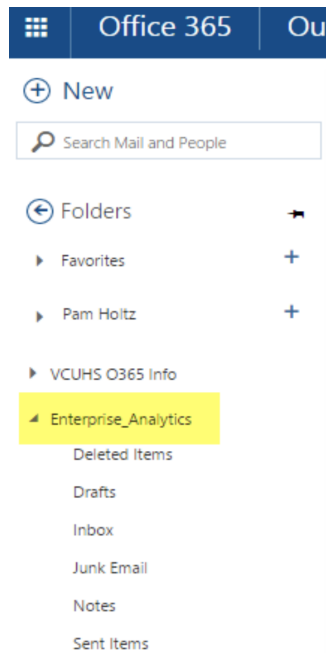 Office 365 Ou
New
Search Mail and People
Folders
Favorites
Pam Holtz
VCUHS O365 Info
Enterprise_Analytics
Deleted Items
Drafts
Inbox
Junk Email
Notes
Sent Items